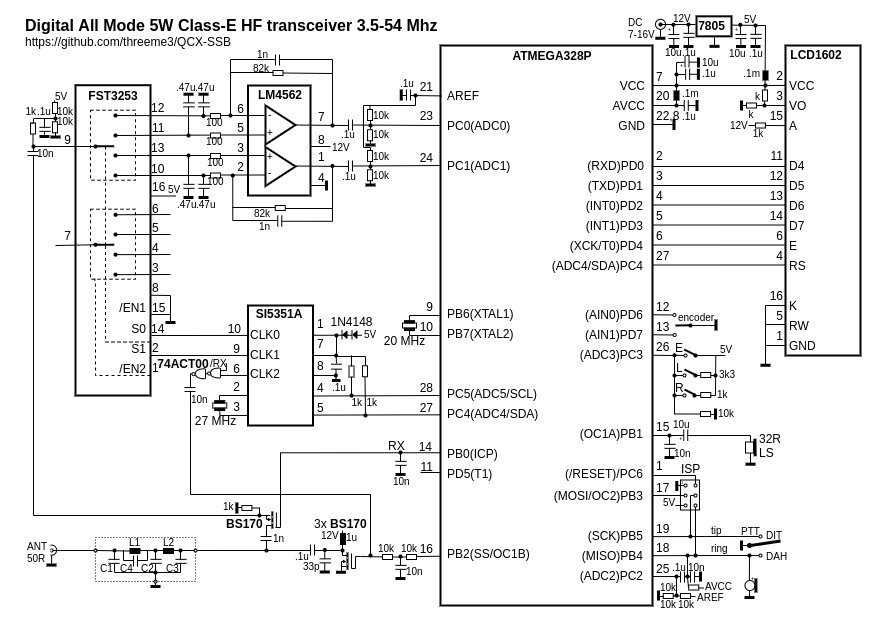 Digital All Mode 5W Class-E HF transceiver 3.5-54 Mhz
https://github.com/threeme3/QCX-SSB
DC
7-16V
12V
7805
5V
10u .1u
10u .1u
FST3253
5V
1k .1u 10k
10k
9
10n
12
11
13
10
16 5V
6
5
4
3
7
8
/EN1 15
S0 14
S1 2
/EN2 1
.47u .47u
100
100
100
100
.47u .47u
1n
82k
LM4562
6
5
3
2
-
+
+
-
7
8 12V
1
4
82k
1n
.1u
.1u
.1u
10k
10k
10k
10k
ATMEGA328P
21 AREF
23 PC0(ADC0)
24 PC1(ADC1)
9 PB6(XTAL1)
10 PB7(XTAL2)
20 MHz
28 PC5(ADC5/SCL)
27 PC4(ADC4/SDA)
14 PB0(ICP)
11 PD5(T1)
16 PB2(SS/OC1B)
VCC 7
AVCC 20
GND 22,8
10u
.1u
.1m
.1u
.1m
k
k
12V
1k
(RXD)PD0 2
(TXD)PD1 3
(INT0)PD2 4
(INT1)PD3 5
(XCK/T0)PD4 6
(ADC4/SDA)PC4 27
(AIN0)PD6 12
(AIN1)PD7 13
(ADC3)PC3 26
(OC1A)PB1 15
(/RESET)/PC6 1
(MOSI/OC2)PB3 17
(SCK)PB5 19
(MISO)PB4 18
(ADC2)PC2 25
LCD1602
2 VCC
3 VO
15 A
11 D4
12 D5
13 D6
14 D7
6 E
4 RS
16 K
5 RW
1 GND
encoder
E
5V
L
3k3
R
1k
10k
10u
10n
32R
LS
ISP
5V
tip PTT DIT
ring DAH
.1u 10n
10k AVCC
10k 10k AREF
SI5351A
10 CLK0
9 CLK1
6 CLK2
2
3
27 MHz
1
7
8
4
5
1N4148
5V
.1u
1k 1k
74ACT00 /RX
10n
RX
10n
1k
BS170
1n
3x BS170
12V 1u
.1u
33p
10k 10k
10n
ANT
50R
L1 L2
C1 C4 C2 C3